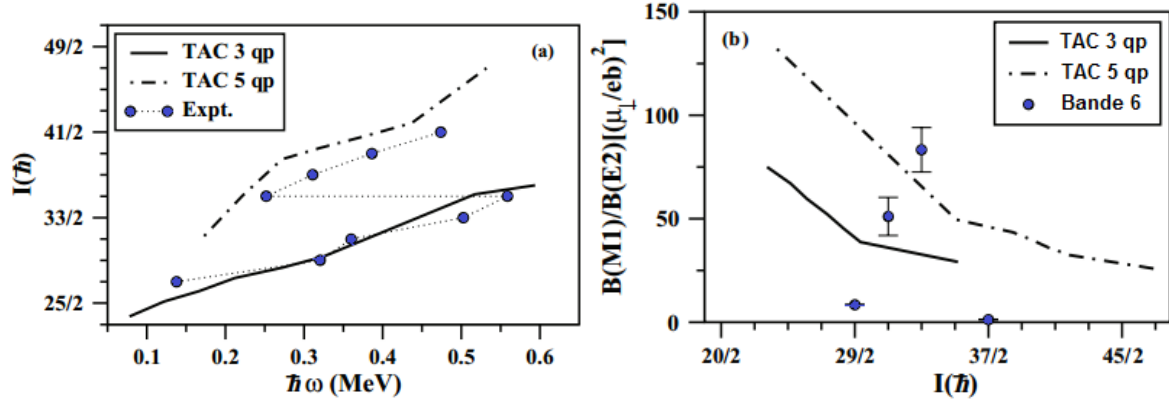 49/2
41/2
33/2
25/2
I(ħ)
TAC 3 qp
TAC 5 qp
Expt.
(a)
0.1 0.2 0.3 0.4 0.5 0.6
ħω (MeV)
150
100
50
0
B(M1)/B(E2)[(μ⊥/eb)²]
(b)
TAC 3 qp
TAC 5 qp
Bande 6
20/2 29/2 37/2 45/2
I(ħ)